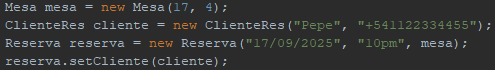 Mesa mesa = new Mesa(17, 4);
ClienteRes cliente = new ClienteRes("Pepe", "+541122334455");
Reserva reserva = new Reserva("17/09/2025", "10pm", mesa);
reserva.setCliente(cliente);